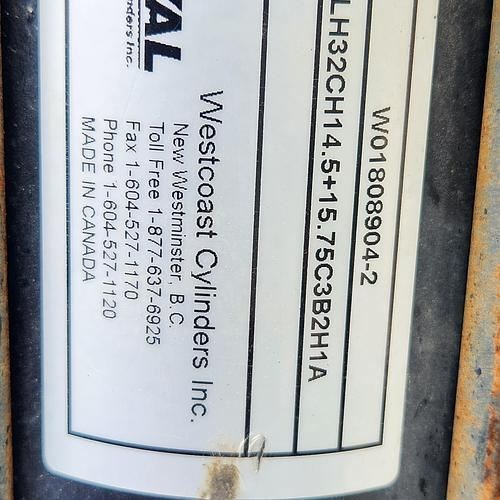 W01808904-2
LH32CH14.5+15.75C3B2H1A
Westcoast Cylinders Inc.
New Westminster, B.C.
Toll Free 1-877-637-6925
Fax 1-604-527-1170
Phone 1-604-527-1120
MADE IN CANADA